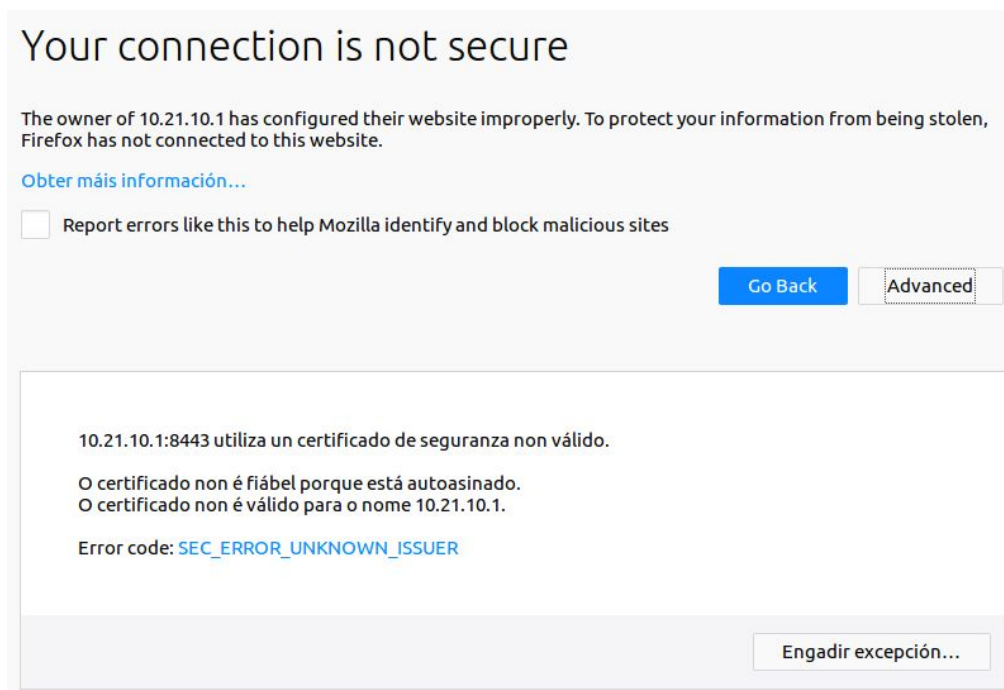 Your connection is not secure
The owner of 10.21.10.1 has configured their website improperly. To protect your information from being stolen,
Firefox has not connected to this website.
Obter máis información…
Report errors like this to help Mozilla identify and block malicious sites
Go Back
Advanced
10.21.10.1:8443 utiliza un certificado de seguranza non válido.
O certificado non é fiábel porque está autoasinado.
O certificado non é válido para o nome 10.21.10.1.
Error code: SEC_ERROR_UNKNOWN_ISSUER
Engadir excepción…